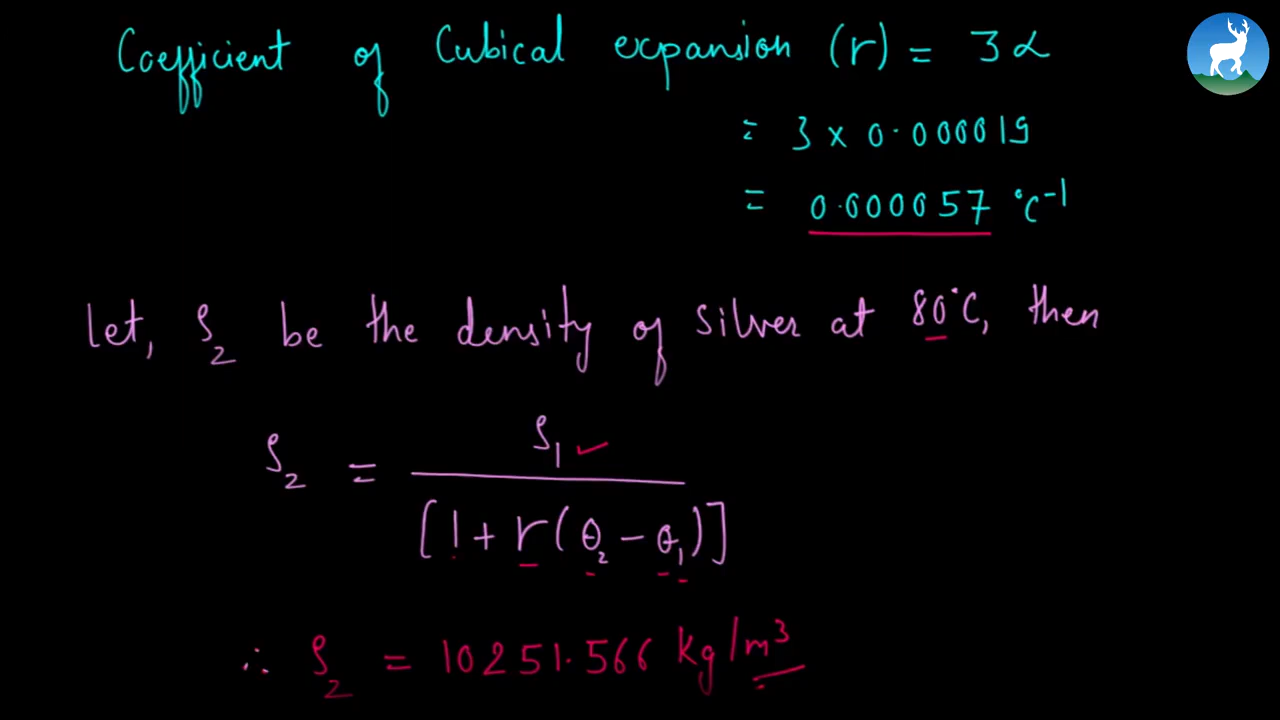 Coefficient of Cubical expansion (r) = 3α
= 3 × 0.000019
= 0.000057 °C⁻¹
Let, ρ₂ be the density of silver at 80°C, then
ρ₂ = ρ₁ / [1 + r(θ₂ − θ₁)]
∴ ρ₂ = 10251.566 kg/m³